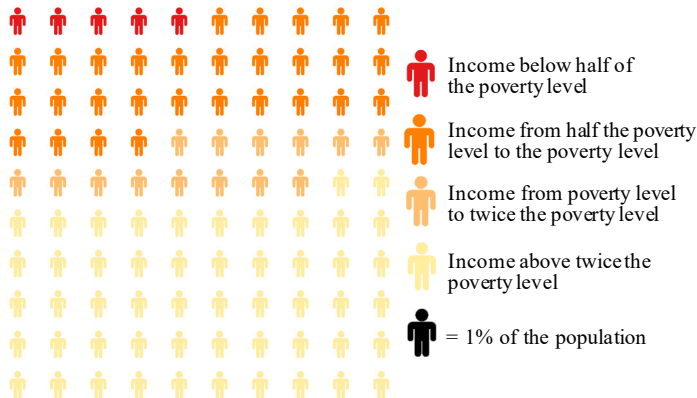 Income below half of
the poverty level
Income from half the poverty
level to the poverty level
Income from poverty level
to twice the poverty level
Income above twice the
poverty level
= 1% of the population